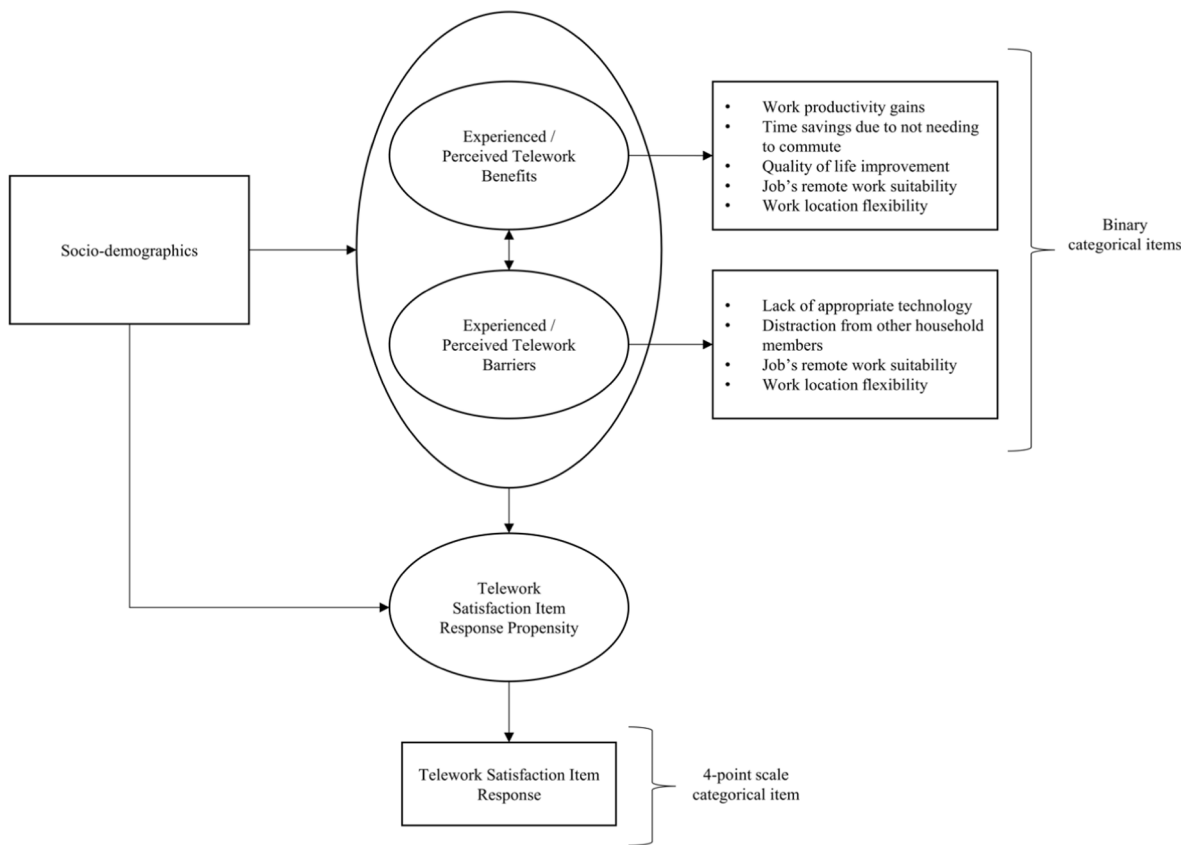 Socio-demographics
Experienced /
Perceived Telework
Benefits
• Work productivity gains
• Time savings due to not needing
to commute
• Quality of life improvement
• Job’s remote work suitability
• Work location flexibility
Binary
categorical items
Experienced /
Perceived Telework
Barriers
• Lack of appropriate technology
• Distraction from other household
members
• Job’s remote work suitability
• Work location flexibility
Telework
Satisfaction Item
Response Propensity
Telework Satisfaction Item
Response
4-point scale
categorical item